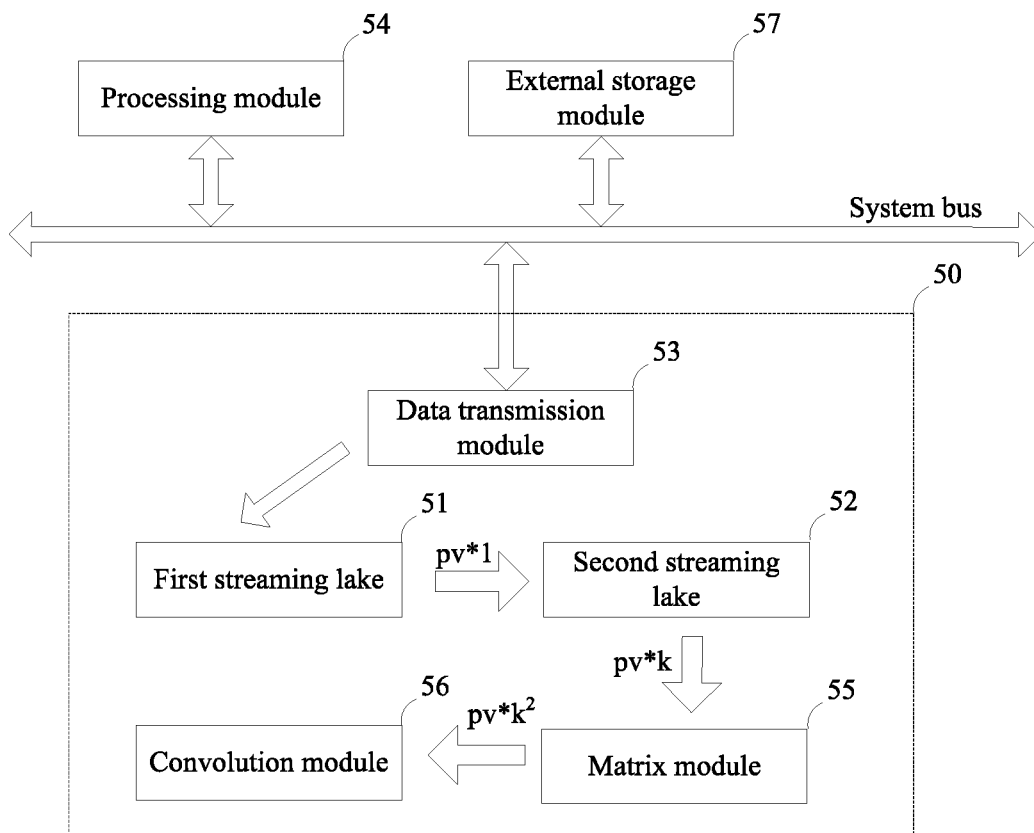 54
57
Processing module
External storage
module
System bus
50
53
Data transmission
module
51
52
First streaming lake
pv*1
Second streaming
lake
pv*k
56
55
pv*k²
Convolution module
Matrix module